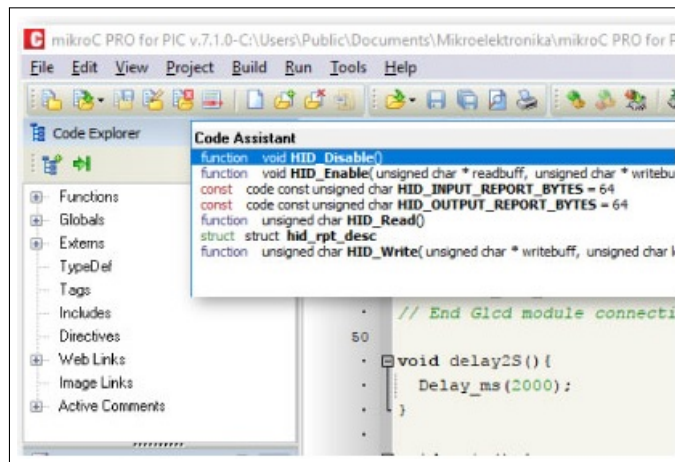 mikroC PRO for PIC v.7.1.0-C:\Users\Public\Documents\Mikroelektronika\mikroC PRO for P
File Edit View Project Build Run Tools Help
Code Explorer
Functions
Globals
Externs
TypeDef
Tags
Includes
Directives
Web Links
Image Links
Active Comments
Code Assistant
function void HID_Disable()
function void HID_Enable( unsigned char * readbuff, unsigned char * writebu
const code const unsigned char HID_INPUT_REPORT_BYTES = 64
const code const unsigned char HID_OUTPUT_REPORT_BYTES = 64
function unsigned char HID_Read()
struct struct hid_rpt_desc
function unsigned char HID_Write( unsigned char * writebuff, unsigned char l
// End Glcd module connecti
50
void delay2S(){
Delay_ms(2000);
}